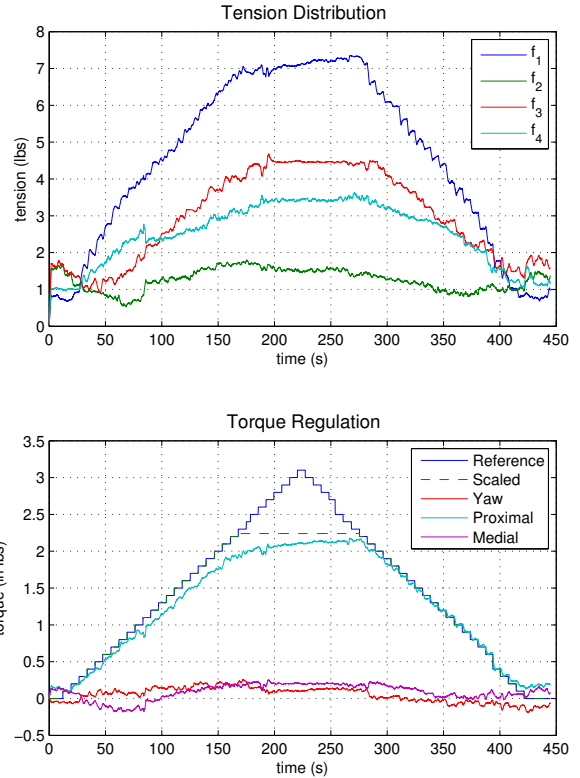 Tension Distribution
8
7
6
5
4
3
2
1
0
tension (lbs)
f1
f2
f3
f4
0 50 100 150 200 250 300 350 400 450
time (s)
Torque Regulation
3.5
3
2.5
2
1.5
1
0.5
0
−0.5
torque (in lbs)
Reference
Scaled
Yaw
Proximal
Medial
0 50 100 150 200 250 300 350 400 450
time (s)